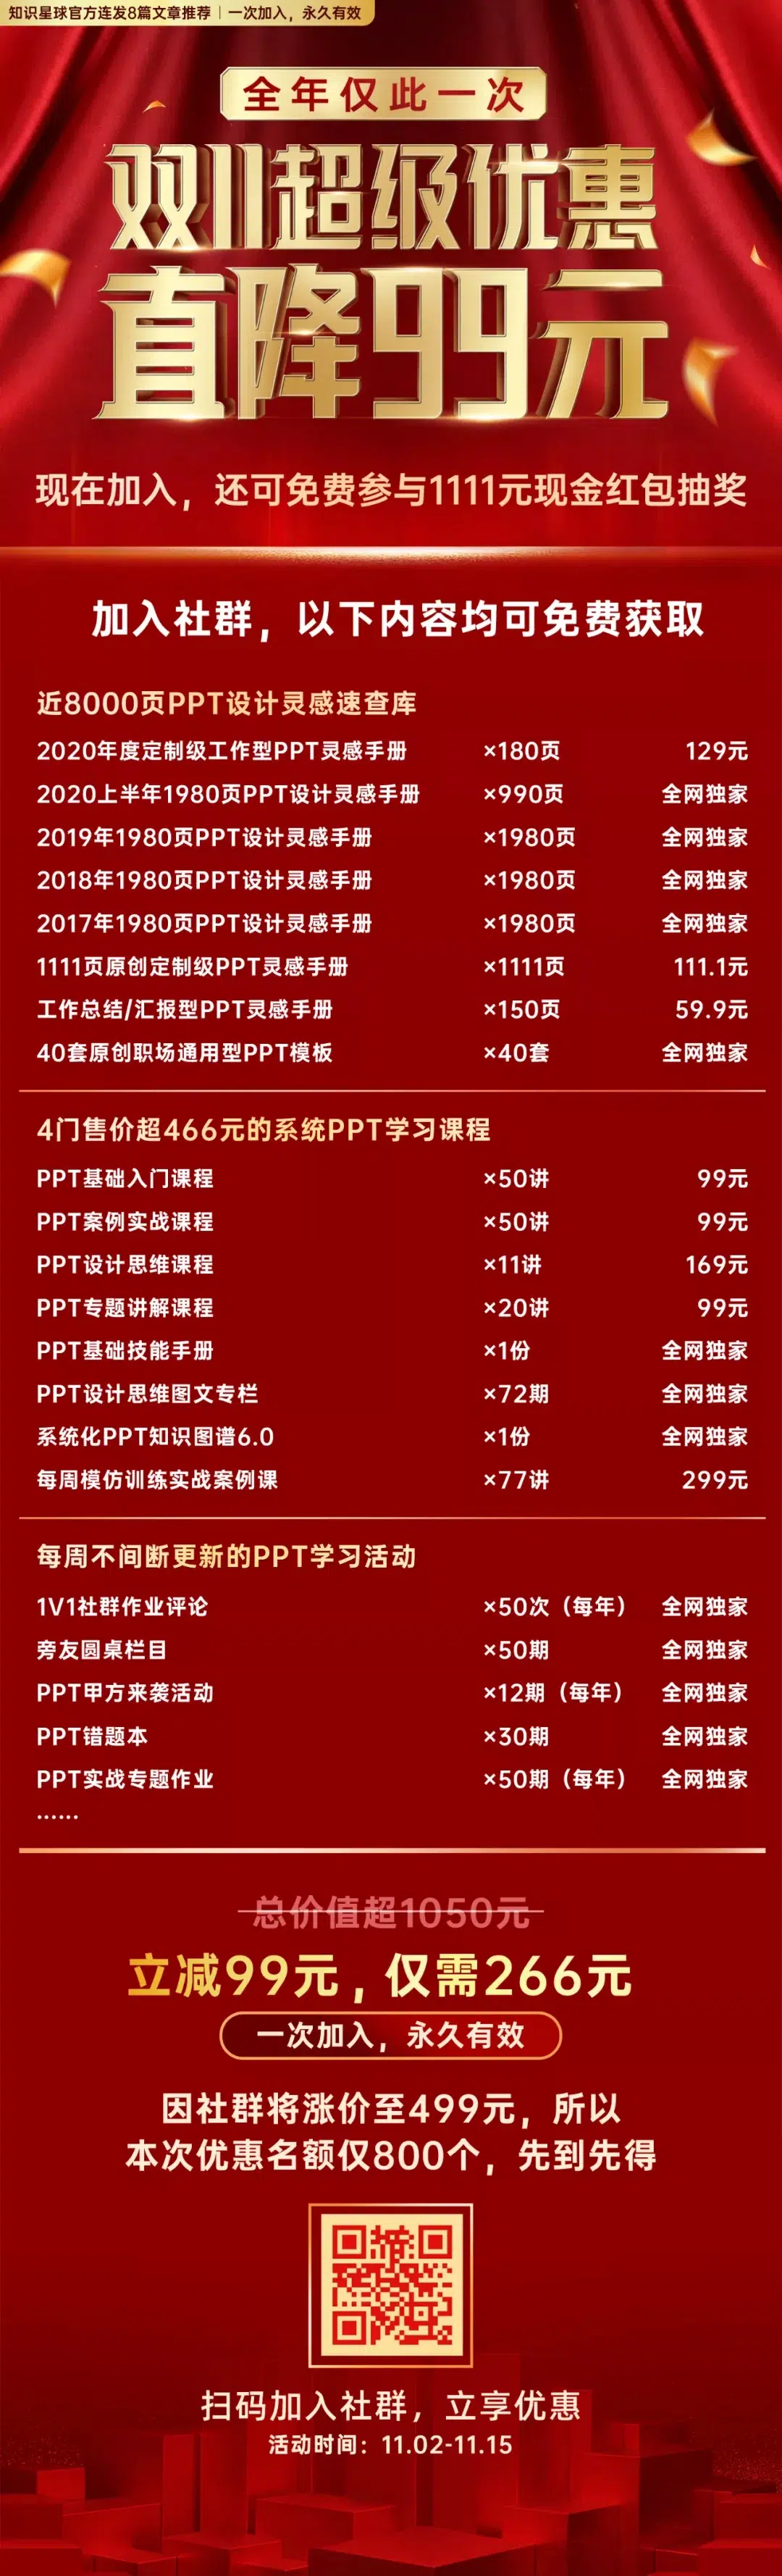 知识星球官方连发8篇文章推荐｜一次加入，永久有效
全年仅此一次
双11超级优惠
直降99元
现在加入，还可免费参与1111元现金红包抽奖
加入社群，以下内容均可免费获取
近8000页PPT设计灵感速查库
2020年度定制级工作型PPT灵感手册 ×180页 129元
2020上半年1980页PPT设计灵感手册 ×990页 全网独家
2019年1980页PPT设计灵感手册 ×1980页 全网独家
2018年1980页PPT设计灵感手册 ×1980页 全网独家
2017年1980页PPT设计灵感手册 ×1980页 全网独家
1111页原创定制级PPT灵感手册 ×1111页 111.1元
工作总结/汇报型PPT灵感手册 ×150页 59.9元
40套原创职场通用型PPT模板 ×40套 全网独家
4门售价超466元的系统PPT学习课程
PPT基础入门课程 ×50讲 99元
PPT案例实战课程 ×50讲 99元
PPT设计思维课程 ×11讲 169元
PPT专题讲解课程 ×20讲 99元
PPT基础技能手册 ×1份 全网独家
PPT设计思维图文专栏 ×72期 全网独家
系统化PPT知识图谱6.0 ×1份 全网独家
每周模仿训练实战案例课 ×77讲 299元
每周不间断更新的PPT学习活动
1V1社群作业评论 ×50次（每年） 全网独家
旁友圆桌栏目 ×50期 全网独家
PPT甲方来袭活动 ×12期（每年） 全网独家
PPT错题本 ×30期 全网独家
PPT实战专题作业 ×50期（每年） 全网独家
······
总价值超1050元
立减99元，仅需266元
一次加入，永久有效
因社群将涨价至499元，所以
本次优惠名额仅800个，先到先得
扫码加入社群，立享优惠
活动时间：11.02-11.15